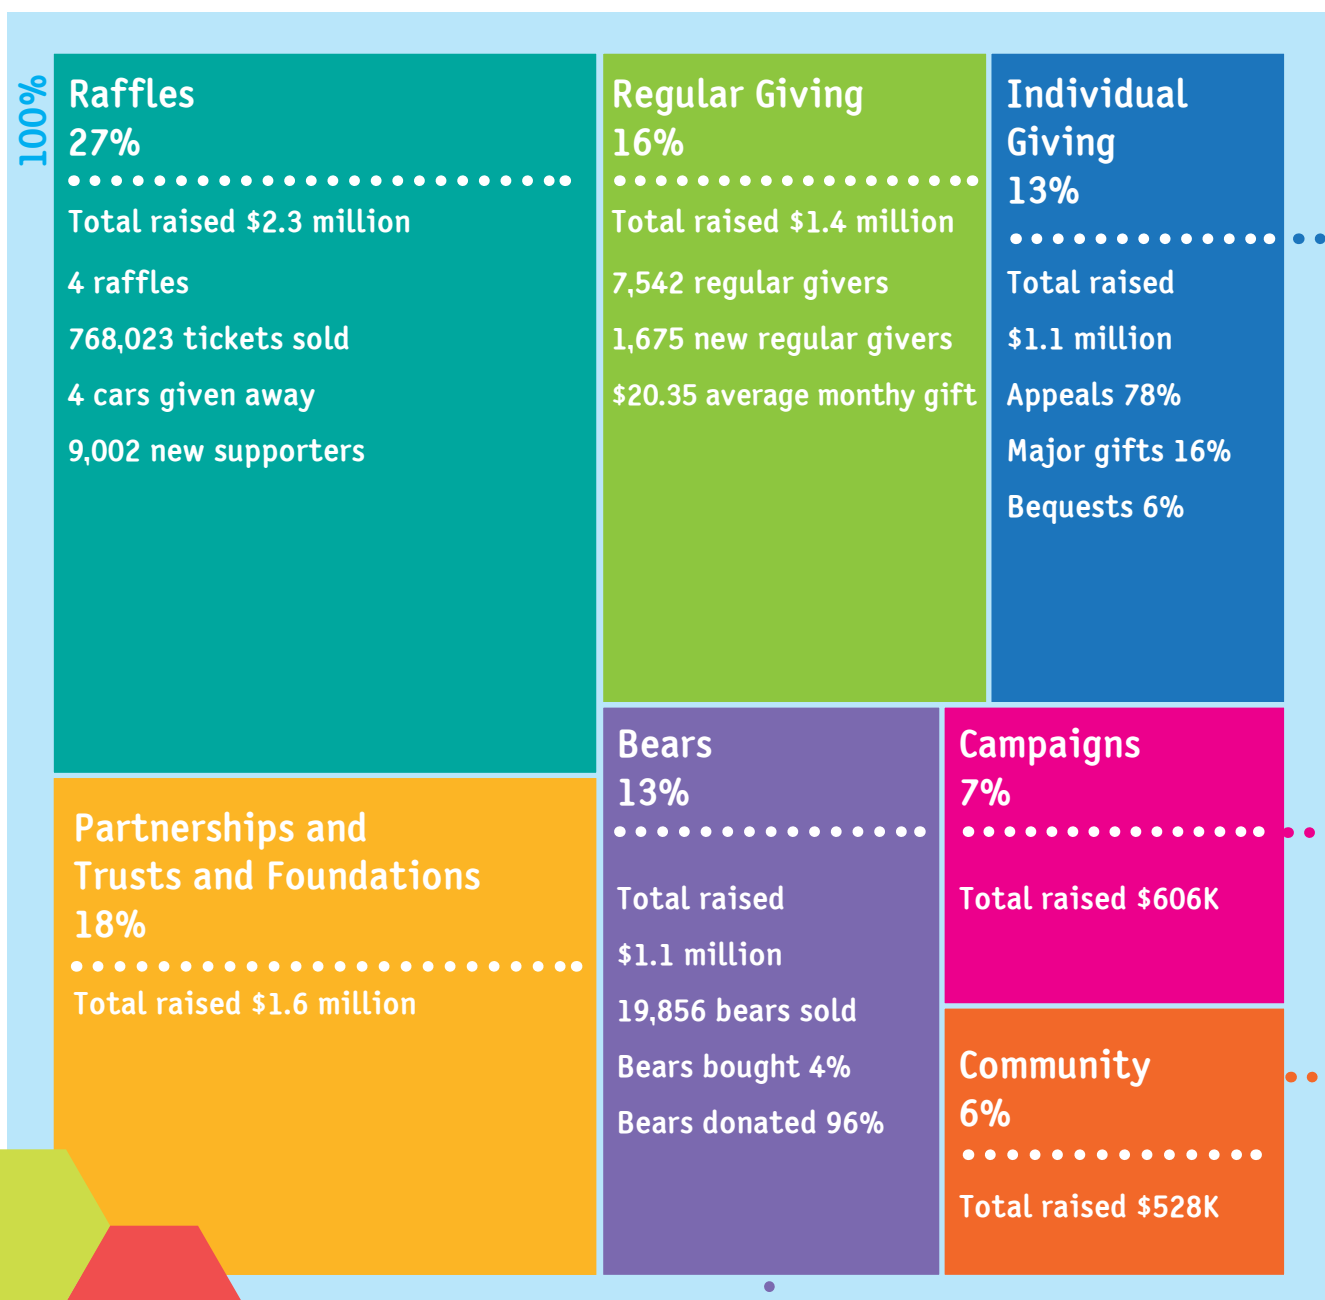 100%
Raffles
27%
Total raised $2.3 million
4 raffles
768,023 tickets sold
4 cars given away
9,002 new supporters
Regular Giving
16%
Total raised $1.4 million
7,542 regular givers
1,675 new regular givers
$20.35 average monthy gift
Individual
Giving
13%
Total raised
$1.1 million
Appeals 78%
Major gifts 16%
Bequests 6%
Partnerships and
Trusts and Foundations
18%
Total raised $1.6 million
Bears
13%
Total raised
$1.1 million
19,856 bears sold
Bears bought 4%
Bears donated 96%
Campaigns
7%
Total raised $606K
Community
6%
Total raised $528K